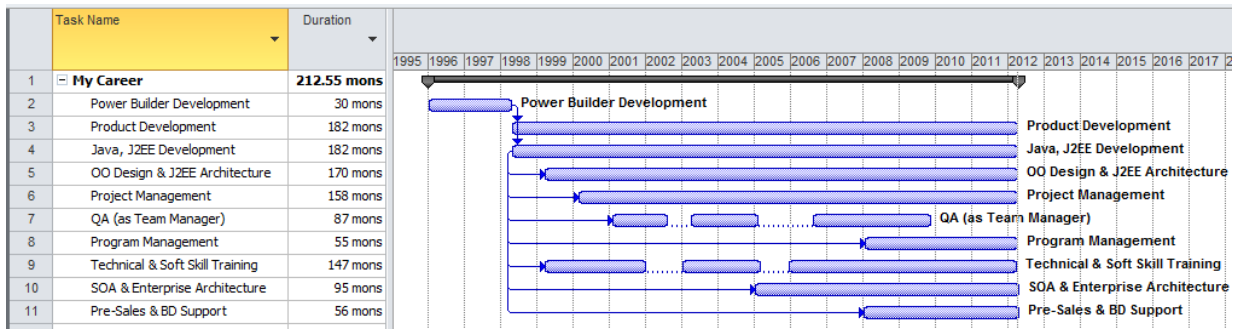 Task Name Duration
1995 1996 1997 1998 1999 2000 2001 2002 2003 2004 2005 2006 2007 2008 2009 2010 2011 2012 2013 2014 2015 2016 2017 2
1 My Career 212.55 mons
2 Power Builder Development 30 mons Power Builder Development
3 Product Development 182 mons Product Development
4 Java, J2EE Development 182 mons Java, J2EE Development
5 OO Design & J2EE Architecture 170 mons OO Design & J2EE Architecture
6 Project Management 158 mons Project Management
7 QA (as Team Manager) 87 mons QA (as Team Manager)
8 Program Management 55 mons Program Management
9 Technical & Soft Skill Training 147 mons Technical & Soft Skill Training
10 SOA & Enterprise Architecture 95 mons SOA & Enterprise Architecture
11 Pre-Sales & BD Support 56 mons Pre-Sales & BD Support